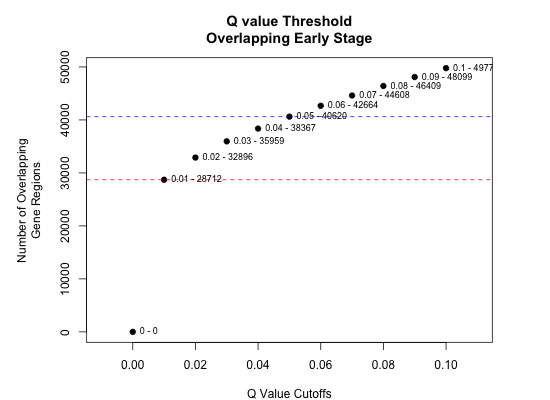 Q value Threshold
Overlapping Early Stage
Number of Overlapping
Gene Regions
50000
40000
30000
20000
10000
0
0.1 - 4977
0.09 - 48099
0.08 - 46409
0.07 - 44608
0.06 - 42664
0.05 - 40620
0.04 - 38367
0.03 - 35959
0.02 - 32896
0.01 - 28712
0 - 0
0.00 0.02 0.04 0.06 0.08 0.10
Q Value Cutoffs